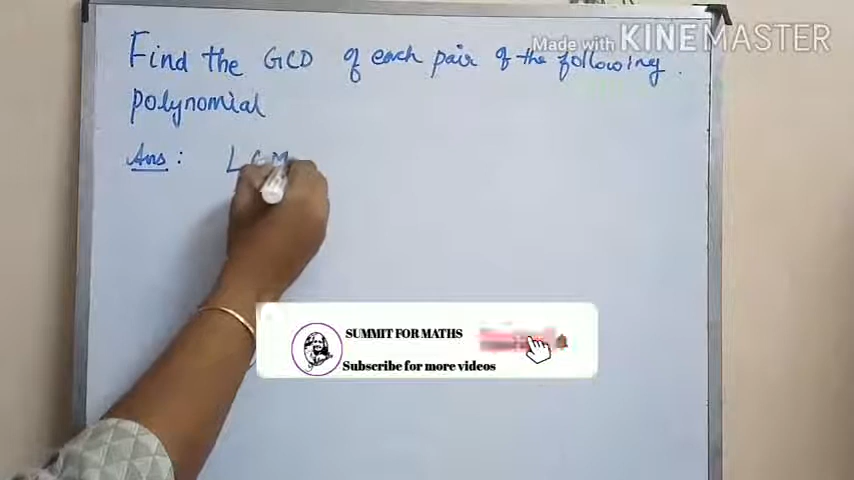 Find the GCD of each pair of the following.
polynomial
Ans : LCM
Made with KINEMASTER
SUMMIT FOR MATHS
Subscribe for more videos